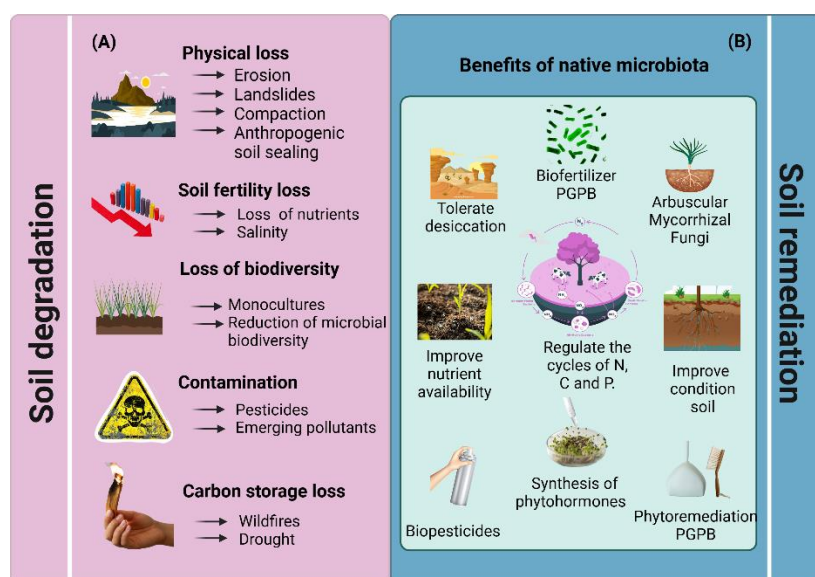 Soil degradation
(A)
Physical loss
Erosion
Landslides
Compaction
Anthropogenic
soil sealing
Soil fertility loss
Loss of nutrients
Salinity
Loss of biodiversity
Monocultures
Reduction of microbial
biodiversity
Contamination
Pesticides
Emerging pollutants
Carbon storage loss
Wildfires
Drought
(B)
Benefits of native microbiota
Tolerate
desiccation
Biofertilizer
PGPB
Arbuscular
Mycorrhizal
Fungi
Improve
nutrient
availability
Regulate the
cycles of N,
C and P.
Improve
condition
soil
Biopesticides
Synthesis of
phytohormones
Phytoremediation
PGPB
Soil remediation